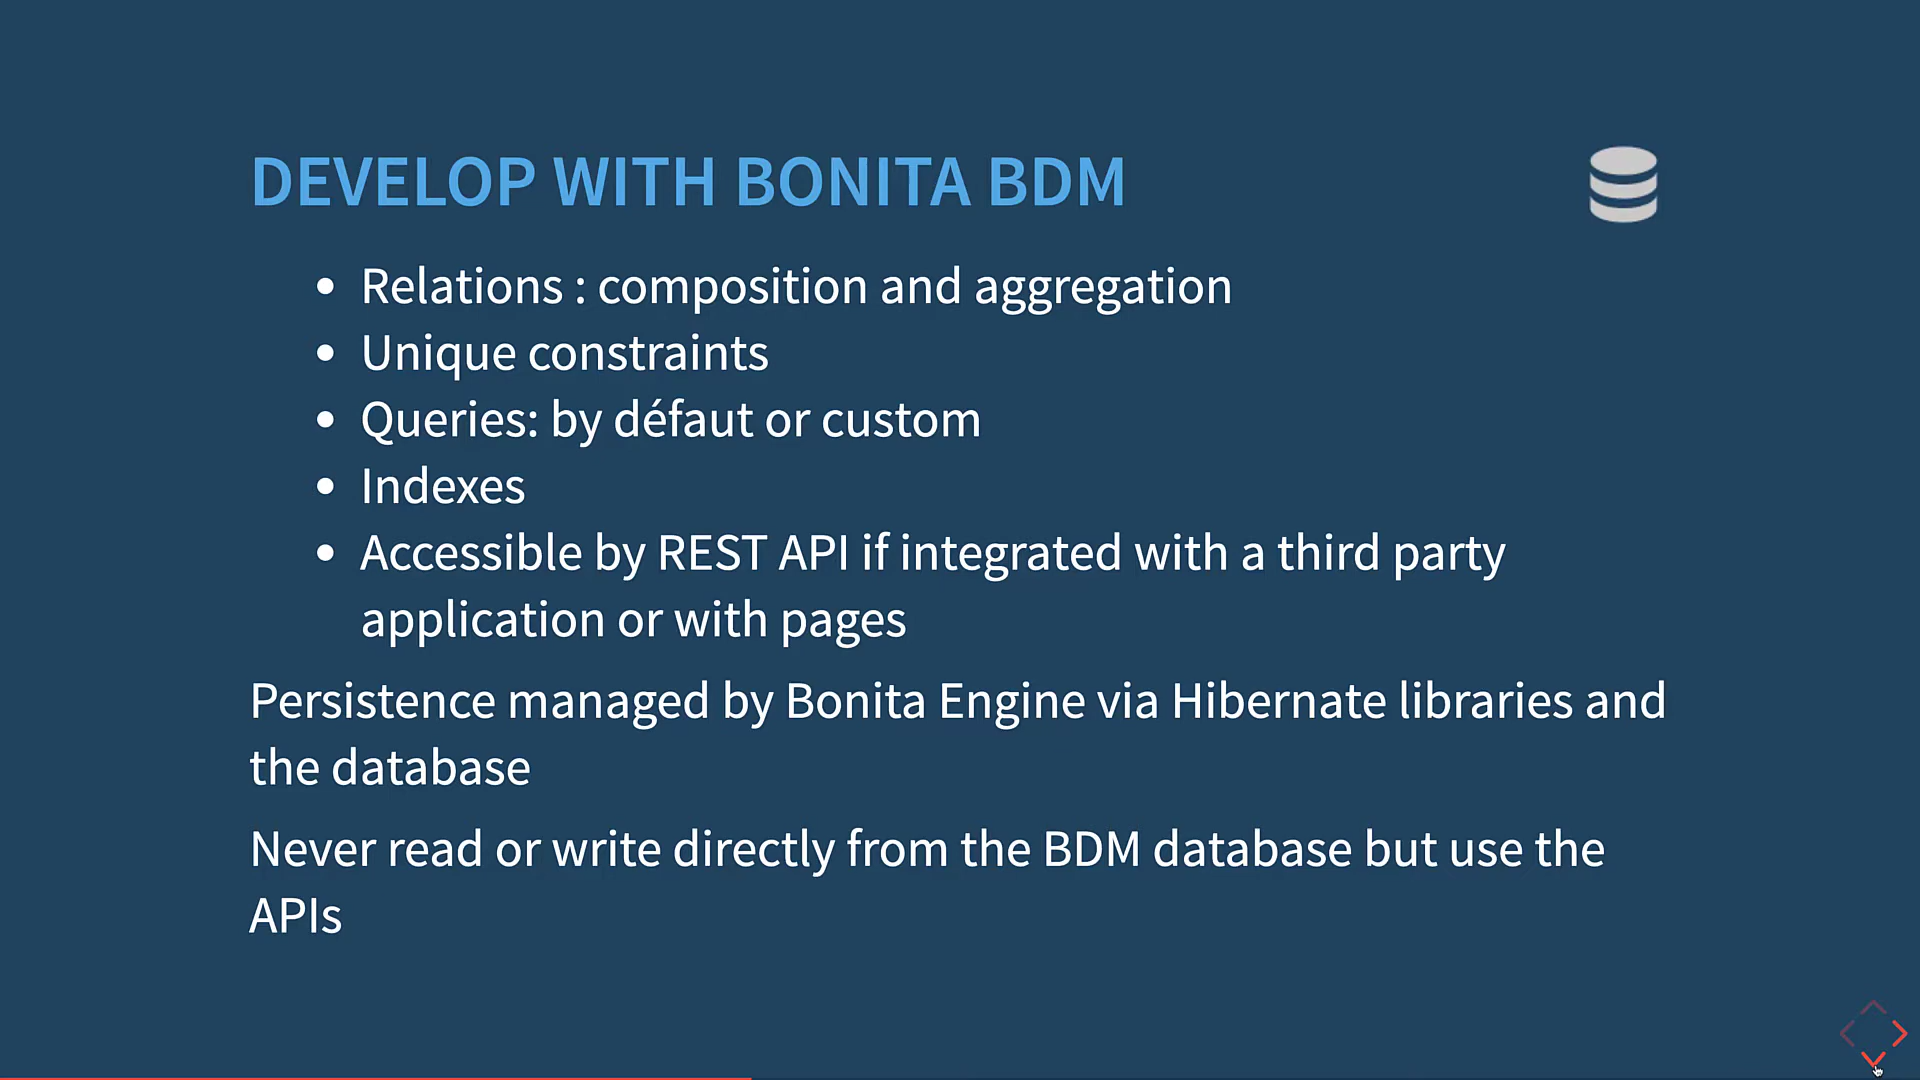 DEVELOP WITH BONITA BDM
• Relations : composition and aggregation
• Unique constraints
• Queries: by défaut or custom
• Indexes
• Accessible by REST API if integrated with a third party
application or with pages
Persistence managed by Bonita Engine via Hibernate libraries and
the database
Never read or write directly from the BDM database but use the
APIs